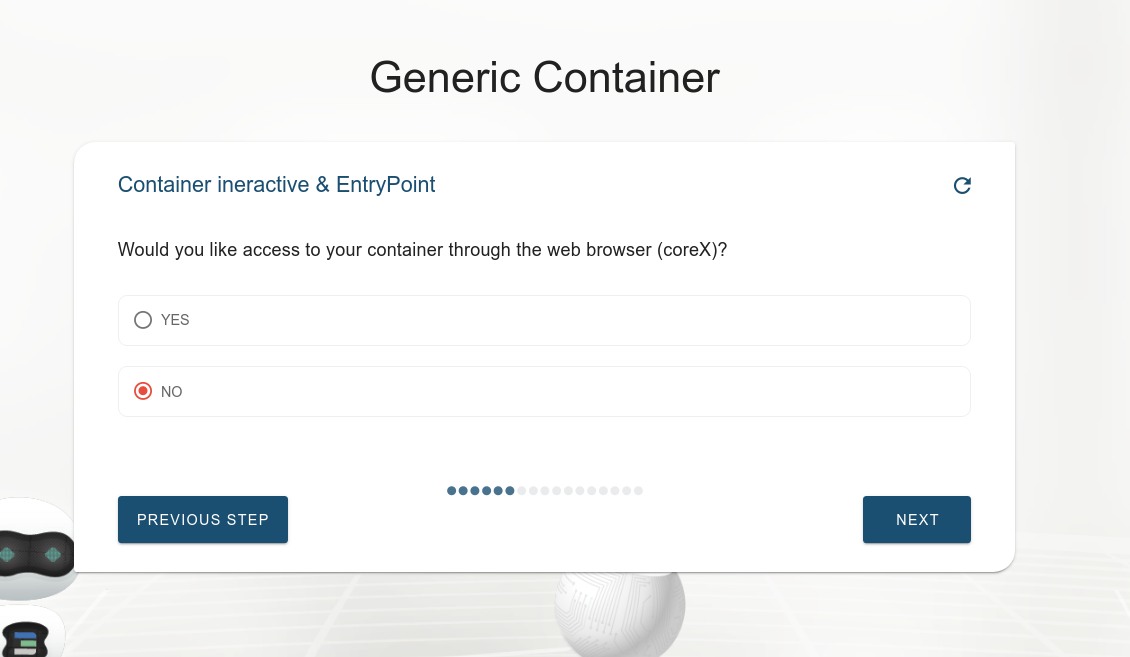 Generic Container
Container ineractive & EntryPoint
Would you like access to your container through the web browser (coreX)?
YES
NO
PREVIOUS STEP
NEXT